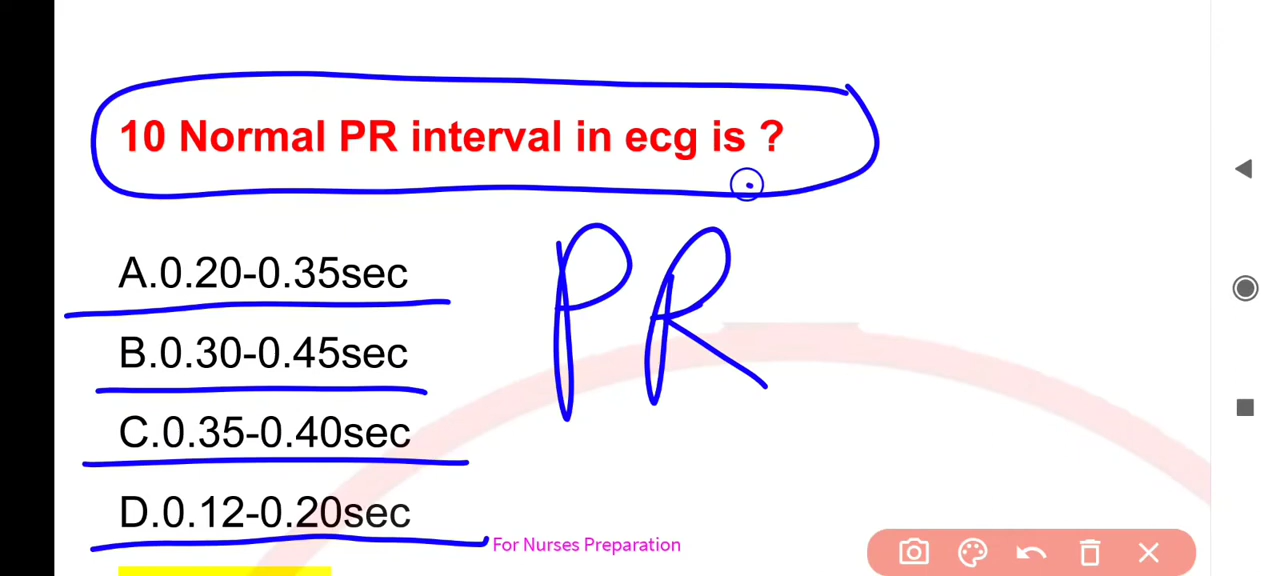 10 Normal PR interval in ecg is ?
A.0.20-0.35sec
PR
B.0.30-0.45sec
C.0.35-0.40sec
D.0.12-0.20sec
For Nurses Preparation